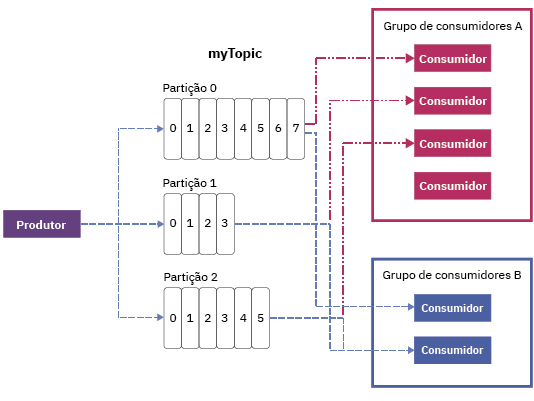 myTopic
Partição 0
0 1 2 3 4 5 6 7
Partição 1
0 1 2 3
Partição 2
0 1 2 3 4 5
Produtor
Grupo de consumidores A
Consumidor
Consumidor
Consumidor
Consumidor
Grupo de consumidores B
Consumidor
Consumidor